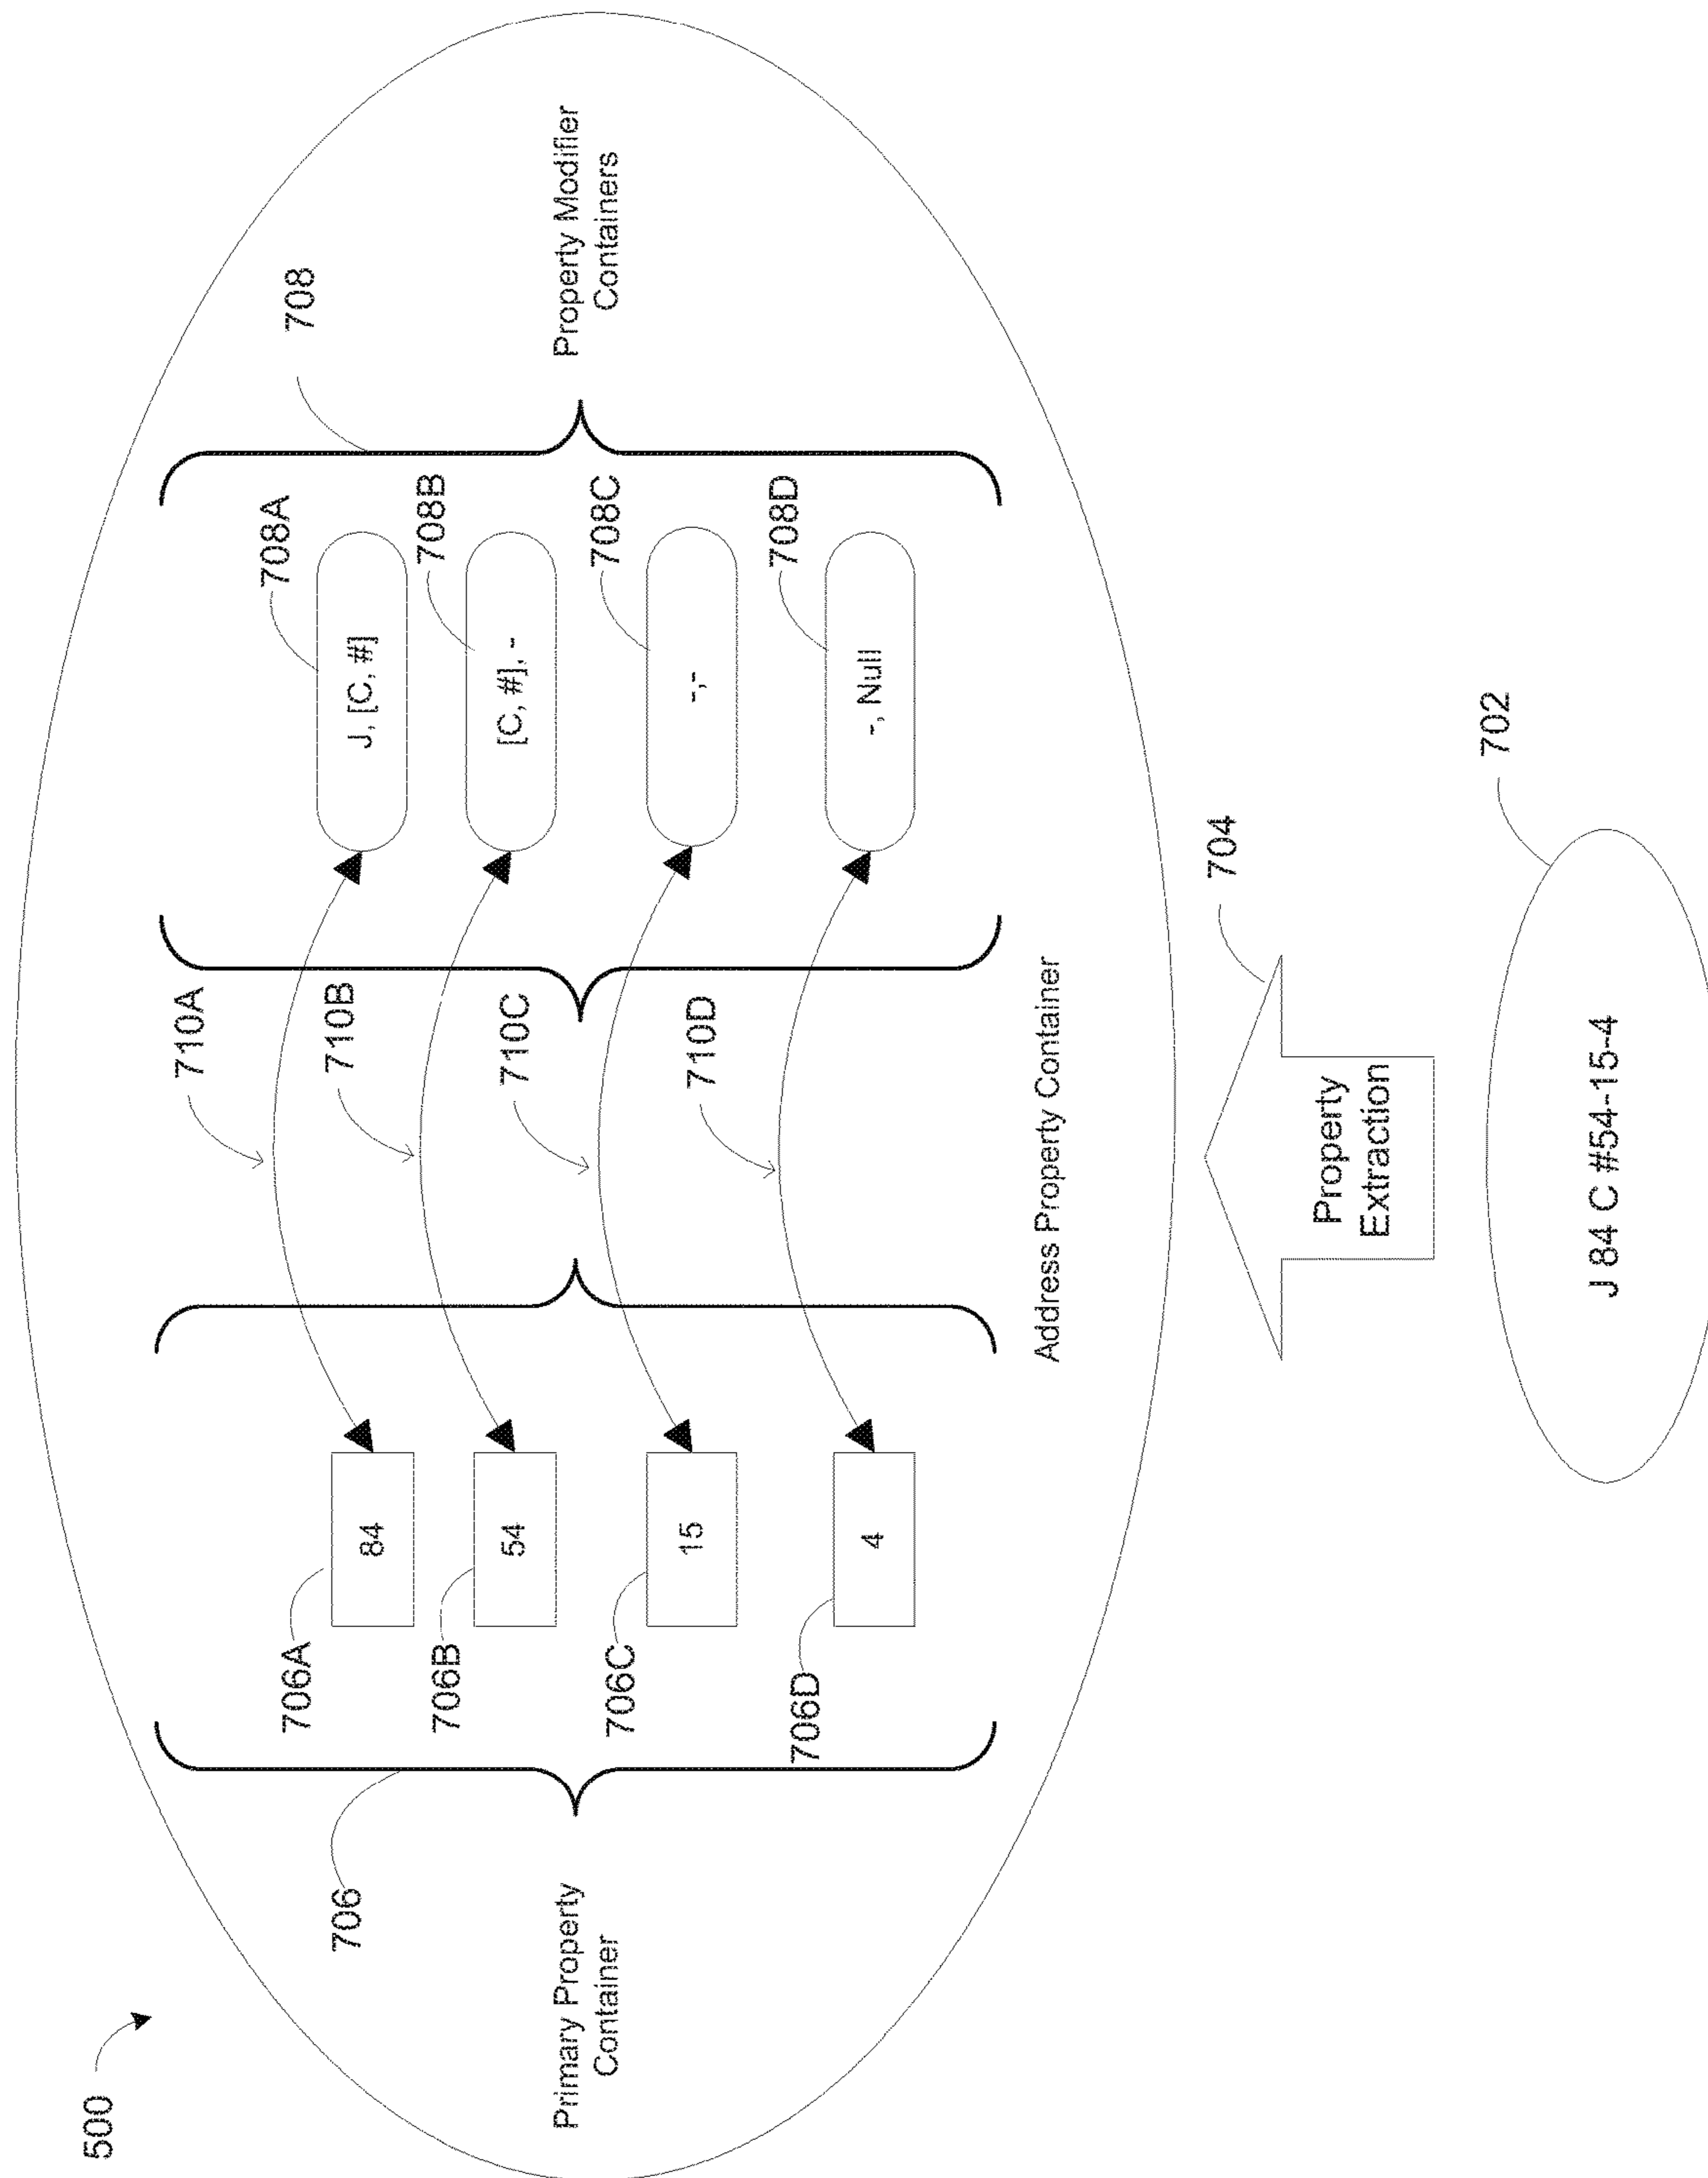 500
Primary Property
Container
706
706A
84
706B
54
706C
15
706D
4
710A
710B
710C
710D
Address Property Container
708A
J, [C, #]
708B
[C, #], -
708C
-,-
708D
-, Null
708
Property Modifier
Containers
704
Property
Extraction
702
J 84 C #54-15-4